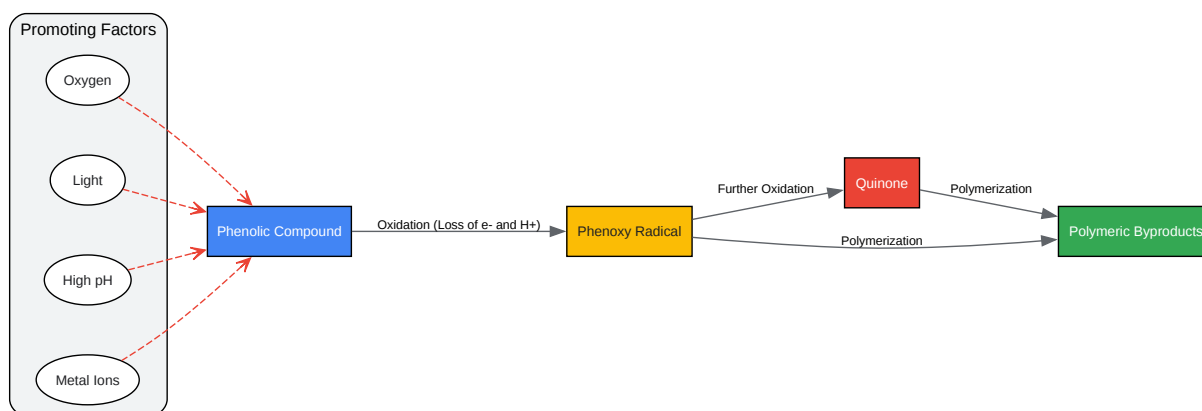 Promoting Factors
Oxygen
Light
High pH
Metal Ions
Phenolic Compound
Oxidation (Loss of e- and H+)
Phenoxy Radical
Further Oxidation
Quinone
Polymerization
Polymerization
Polymeric Byproducts